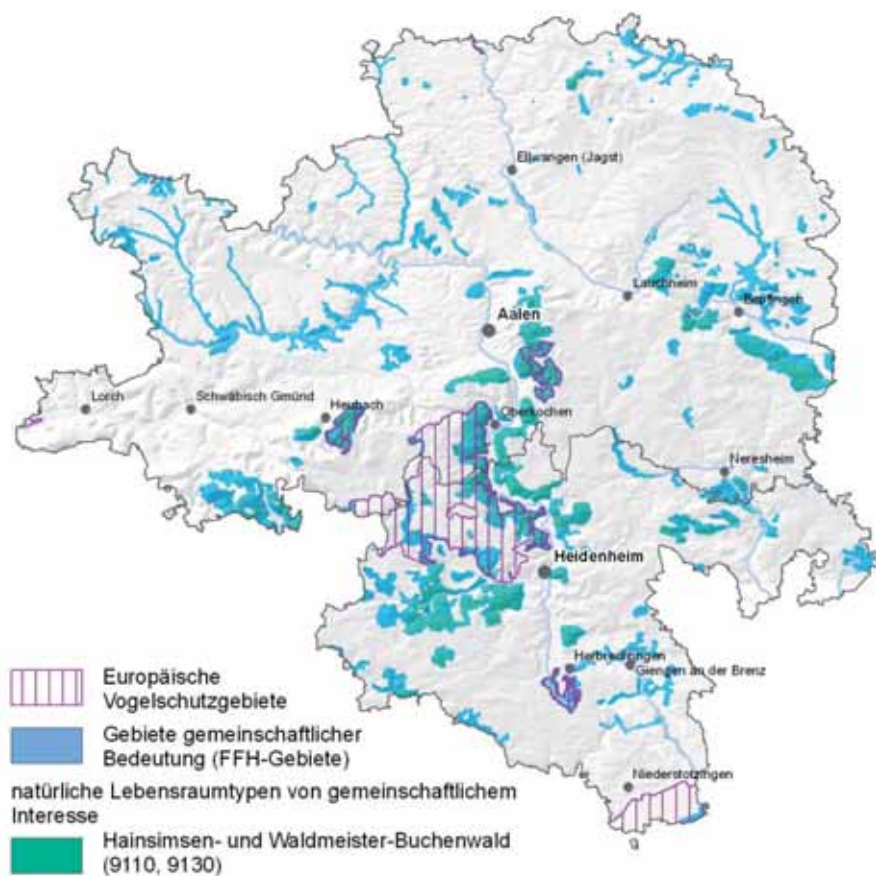 Ellwangen (Jagst)
Lauchheim
Bopfingen
Aalen
Lorch
Schwäbisch Gmünd
Heubach
Oberkochen
Neresheim
Heidenheim
Herbrechtingen
Giengen an der Brenz
Niederstotzingen
Europäische
Vogelschutzgebiete
Gebiete gemeinschaftlicher
Bedeutung (FFH-Gebiete)
natürliche Lebensraumtypen von gemeinschaftlichem
Interesse
Hainsimsen- und Waldmeister-Buchenwald
(9110, 9130)